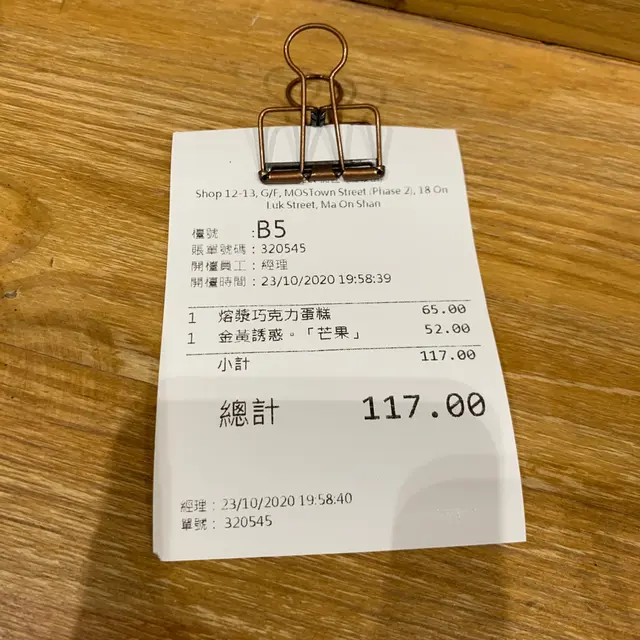 Shop 12-13, G/F, MOSTown Street (Phase 2), 18 On
Luk Street, Ma On Shan
檯號 :B5
賬單號碼 : 320545
開檯員工 : 經理
開檯時間 : 23/10/2020 19:58:39
1 熔漿巧克力蛋糕 65.00
1 金黃誘惑。「芒果」 52.00
小計 117.00
總計 117.00
經理 : 23/10/2020 19:58:40
單號 : 320545